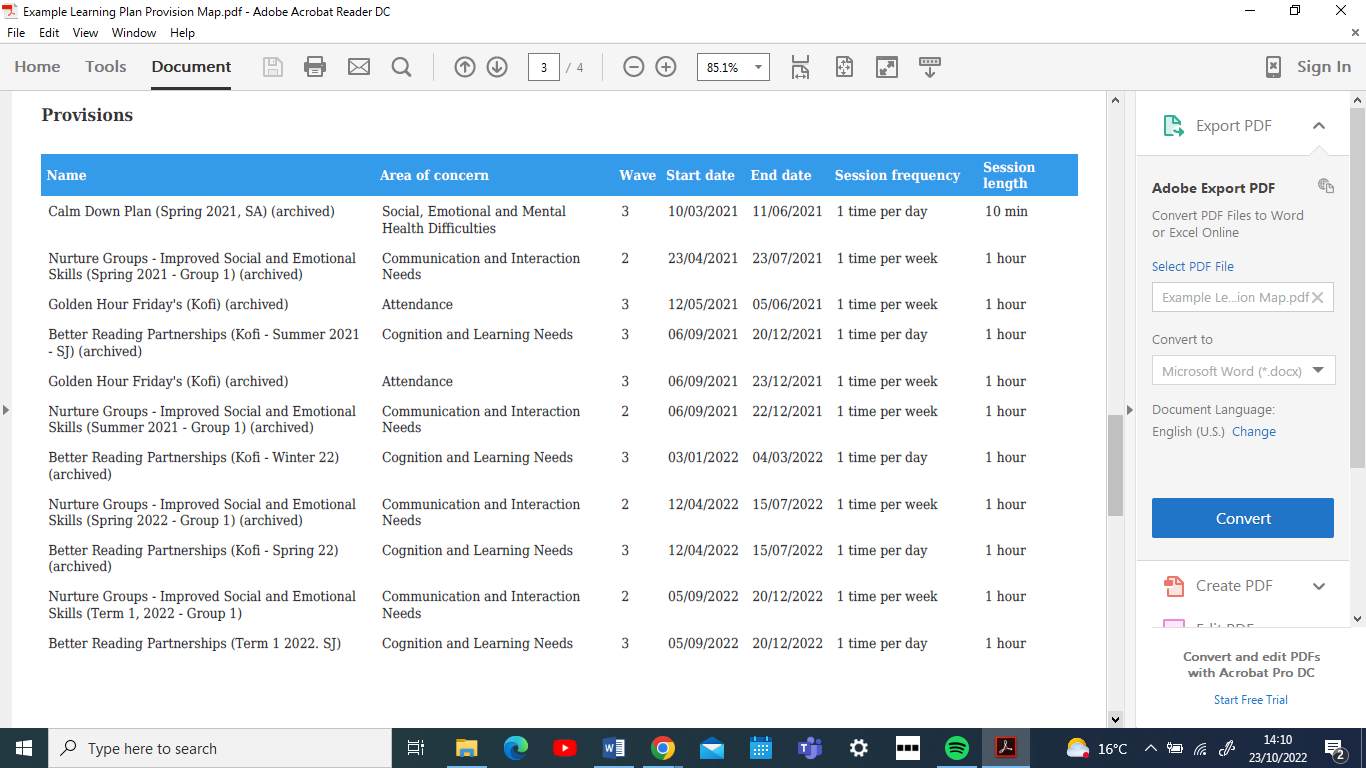 Example Learning Plan Provision Map.pdf - Adobe Acrobat Reader DC
File Edit View Window Help
Home Tools Document 3 / 4 85.1% Sign In
Provisions
Name Area of concern Wave Start date End date Session frequency Session
length
Calm Down Plan (Spring 2021, SA) (archived) Social, Emotional and Mental 3 10/03/2021 11/06/2021 1 time per day 10 min
Health Difficulties
Nurture Groups - Improved Social and Emotional Communication and Interaction 2 23/04/2021 23/07/2021 1 time per week 1 hour
Skills (Spring 2021 - Group 1) (archived) Needs
Golden Hour Friday's (Kofi) (archived) Attendance 3 12/05/2021 05/06/2021 1 time per week 1 hour
Better Reading Partnerships (Kofi - Summer 2021 Cognition and Learning Needs 3 06/09/2021 20/12/2021 1 time per day 1 hour
- SJ) (archived)
Golden Hour Friday's (Kofi) (archived) Attendance 3 06/09/2021 23/12/2021 1 time per week 1 hour
Nurture Groups - Improved Social and Emotional Communication and Interaction 2 06/09/2021 22/12/2021 1 time per week 1 hour
Skills (Summer 2021 - Group 1) (archived) Needs
Better Reading Partnerships (Kofi - Winter 22) Cognition and Learning Needs 3 03/01/2022 04/03/2022 1 time per day 1 hour
(archived)
Nurture Groups - Improved Social and Emotional Communication and Interaction 2 12/04/2022 15/07/2022 1 time per week 1 hour
Skills (Spring 2022 - Group 1) (archived) Needs
Better Reading Partnerships (Kofi - Spring 22) Cognition and Learning Needs 3 12/04/2022 15/07/2022 1 time per day 1 hour
(archived)
Nurture Groups - Improved Social and Emotional Communication and Interaction 2 05/09/2022 20/12/2022 1 time per week 1 hour
Skills (Term 1, 2022 - Group 1) Needs
Better Reading Partnerships (Term 1 2022. SJ) Cognition and Learning Needs 3 05/09/2022 20/12/2022 1 time per day 1 hour
Export PDF
Adobe Export PDF
Convert PDF Files to Word
or Excel Online
Select PDF File
Example Le...ion Map.pdf
Convert to
Microsoft Word (*.docx)
Document Language:
English (U.S.) Change
Convert
Create PDF
Edit PDF
Convert and edit PDFs
with Acrobat Pro DC
Start Free Trial
Type here to search
16°C
14:10
23/10/2022
2